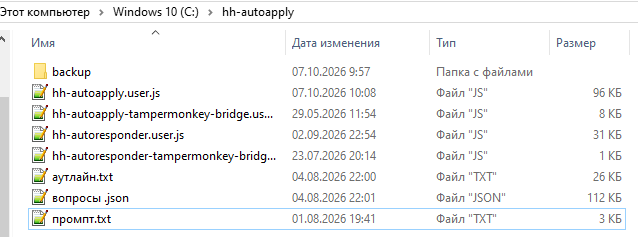 Этот компьютер > Windows 10 (C:) > hh-autoapply
Имя Дата изменения Тип Размер
backup 07.10.2026 9:57 Папка с файлами
hh-autoapply.user.js 07.10.2026 10:08 Файл "JS" 96 КБ
hh-autoapply-tampermonkey-bridge.us... 29.05.2026 11:54 Файл "JS" 8 КБ
hh-autoresponder.user.js 02.09.2026 22:54 Файл "JS" 31 КБ
hh-autoresponder-tampermonkey-bridg... 23.07.2026 20:14 Файл "JS" 1 КБ
аутлайн.txt 04.08.2026 22:00 Файл "TXT" 26 КБ
вопросы .json 04.08.2026 22:01 Файл "JSON" 112 КБ
промпт.txt 01.08.2026 19:41 Файл "TXT" 3 КБ